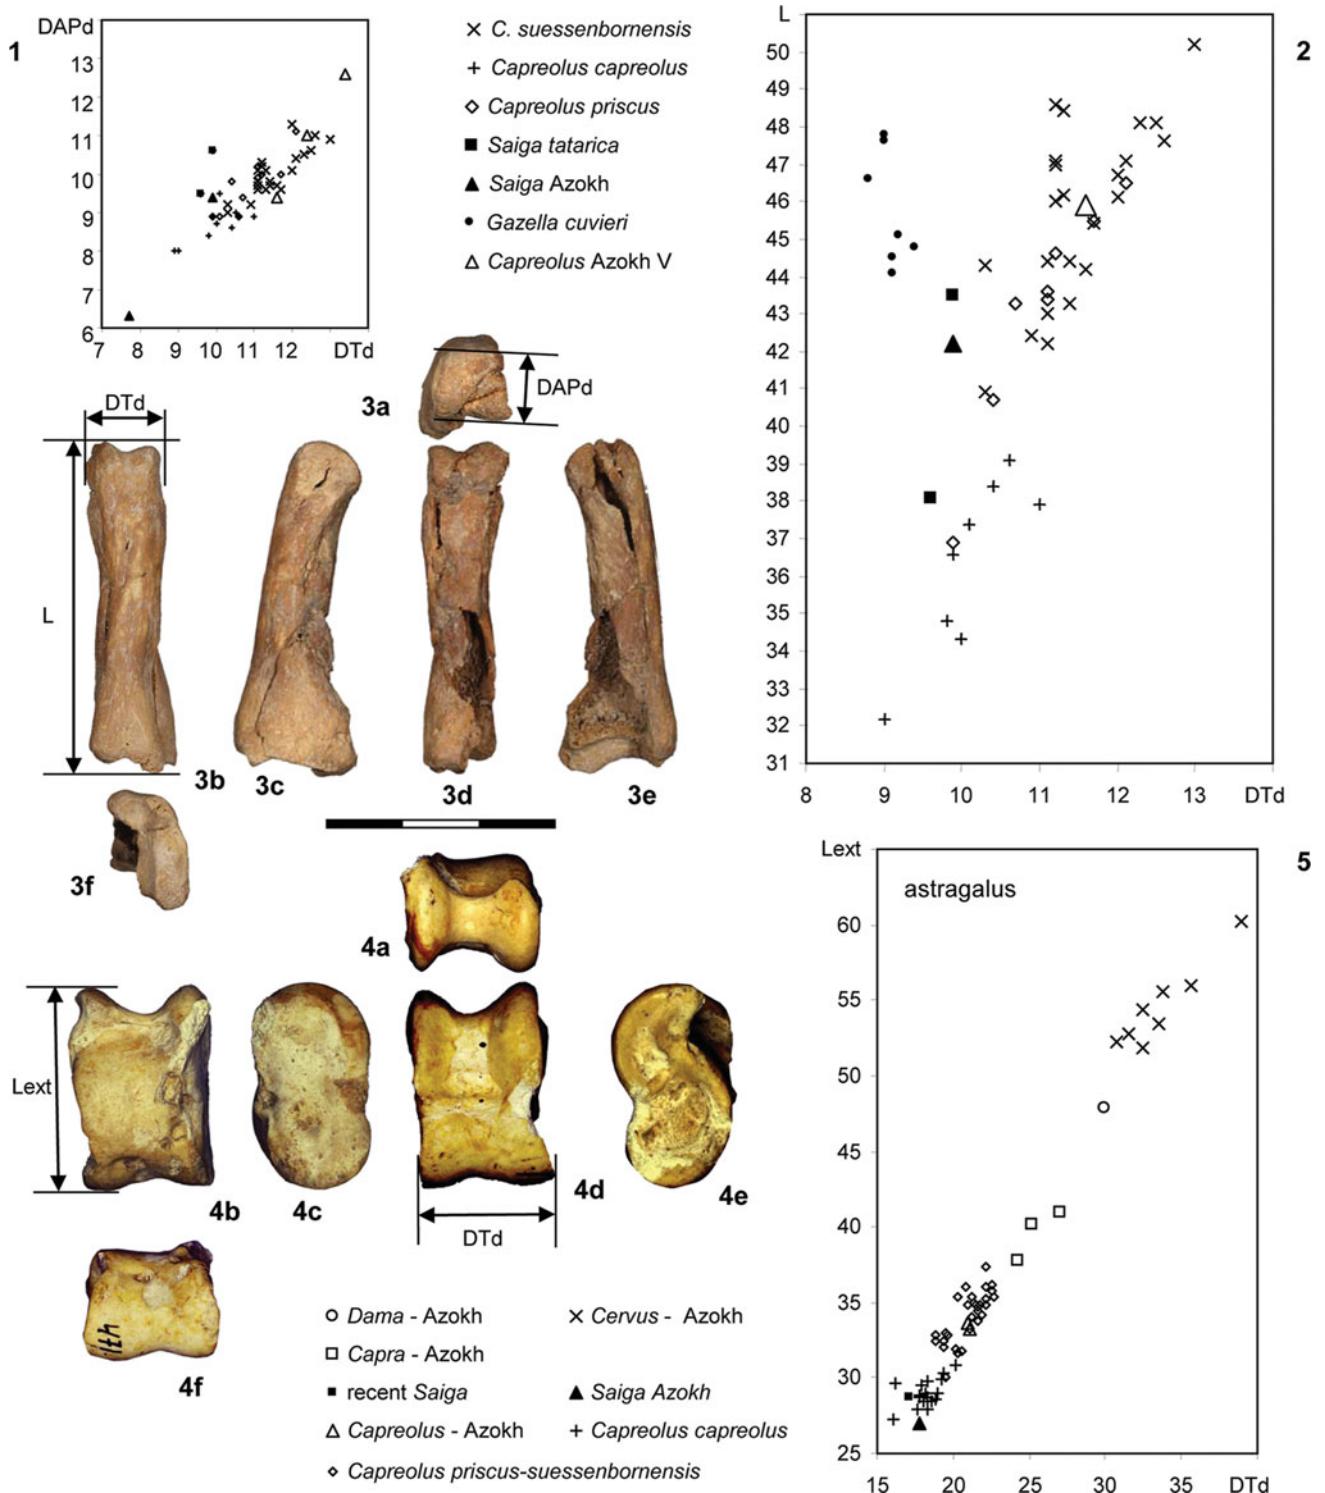 1
DAPd
13
12
11
10
9
8
7
6
7 8 9 10 11 12 DTd
× C. suessenbornensis
+ Capreolus capreolus
◇ Capreolus priscus
■ Saiga tatarica
▲ Saiga Azokh
● Gazella cuvieri
△ Capreolus Azokh V
2
L
50
49
48
47
46
45
44
43
42
41
40
39
38
37
36
35
34
33
32
31
8 9 10 11 12 13 DTd
3a
DAPd
DTd
L
3b
3c
3d
3e
3f
4a
Lext
4b
4c
4d
4e
DTd
471
4f
○ Dama - Azokh
× Cervus - Azokh
□ Capra - Azokh
■ recent Saiga
▲ Saiga Azokh
△ Capreolus - Azokh
+ Capreolus capreolus
◇ Capreolus priscus-suessenbornensis
5
Lext
astragalus
60
55
50
45
40
35
30
25
15 20 30 35 DTd